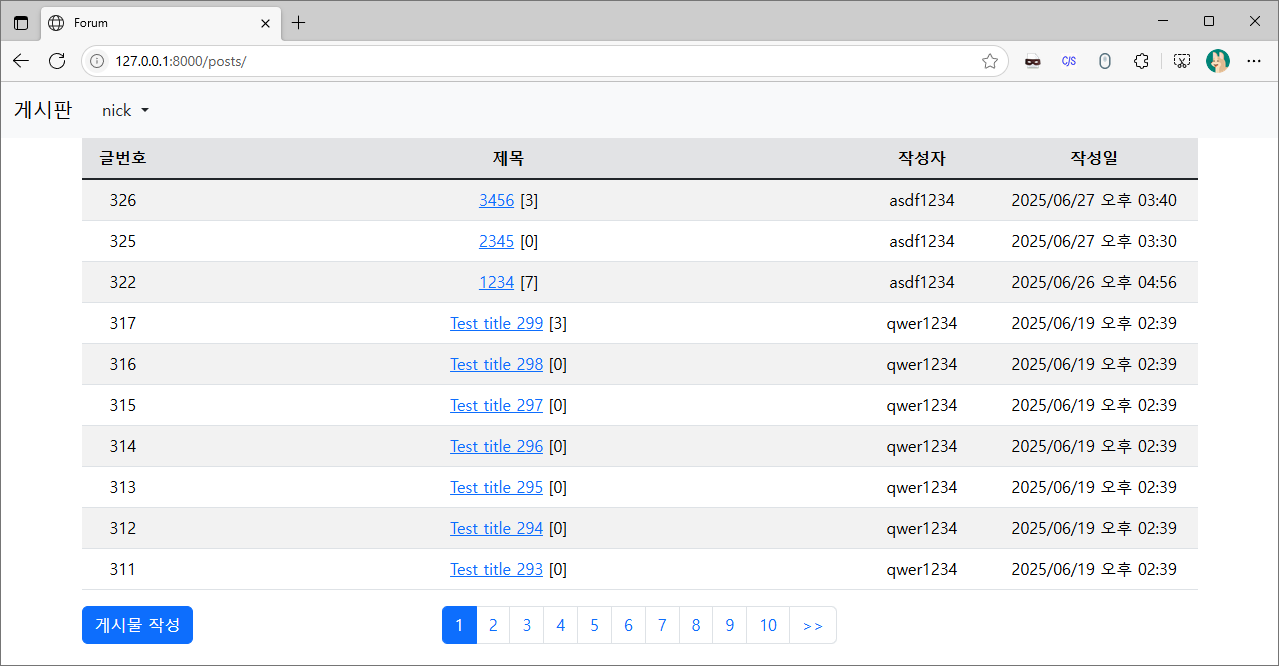 Forum
127.0.0.1:8000/posts/
C/S
게시판 nick
글번호 제목 작성자 작성일
326 3456 [3] asdf1234 2025/06/27 오후 03:40
325 2345 [0] asdf1234 2025/06/27 오후 03:30
322 1234 [7] asdf1234 2025/06/26 오후 04:56
317 Test title 299 [3] qwer1234 2025/06/19 오후 02:39
316 Test title 298 [0] qwer1234 2025/06/19 오후 02:39
315 Test title 297 [0] qwer1234 2025/06/19 오후 02:39
314 Test title 296 [0] qwer1234 2025/06/19 오후 02:39
313 Test title 295 [0] qwer1234 2025/06/19 오후 02:39
312 Test title 294 [0] qwer1234 2025/06/19 오후 02:39
311 Test title 293 [0] qwer1234 2025/06/19 오후 02:39
게시물 작성 1 2 3 4 5 6 7 8 9 10 >>